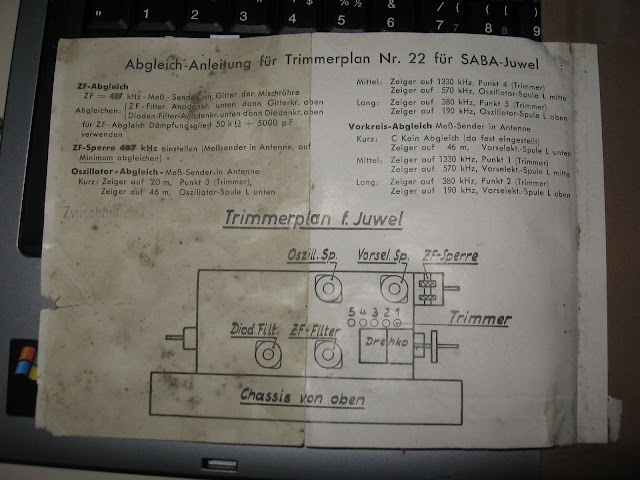 Abgleich-Anleitung für Trimmerplan Nr. 22 für SABA-Juwel
ZF-Abgleich
ZF = 487 kHz - Meß-Sender an Gitter der Mischröhre
Abgleichen: ZF-Filter Anodenkr. unten dann Gitterkr. oben
Dioden-Filter-Anodenkr. unten dann Diodenkr. oben
für ZF-Abgleich Dämpfungsglied 50 kΩ + 5000 pF
verwenden
ZF-Sperre 487 kHz einstellen (Meßsender in Antenne, auf
Minimum abgleichen)
Oszillator-Abgleich - Meß-Sender in Antenne
Kurz: Zeiger auf 20 m, Punkt 3 (Trimmer),
Zeiger auf 46 m, Oszillator-Spule L unten
Mittel: Zeiger auf 1330 kHz, Punkt 4 (Trimmer)
Zeiger auf 570 kHz, Oszillator-Spule L mitte
Lang: Zeiger auf 380 kHz, Punkt 5 (Trimmer)
Zeiger auf 190 kHz, Oszillator-Spule L oben
Vorkreis-Abgleich Meß-Sender in Antenne
Kurz: C Kein Abgleich (da fest eingestellt)
Zeiger auf 46 m, Vorselekt.-Spule L unten
Mittel: Zeiger auf 1330 kHz, Punkt 1 (Trimmer)
Zeiger auf 570 kHz, Vorselekt.-Spule L mitte
Lang: Zeiger auf 380 kHz, Punkt 2 (Trimmer)
Zeiger auf 190 kHz, Vorselekt.-Spule L oben
Trimmerplan f. Juwel
Oszill. Sp. Vorsel. Sp. ZF-Sperre
5 4 3 2 1
Trimmer
Diod. Filt. ZF-Filter Drehko
Chassis von oben